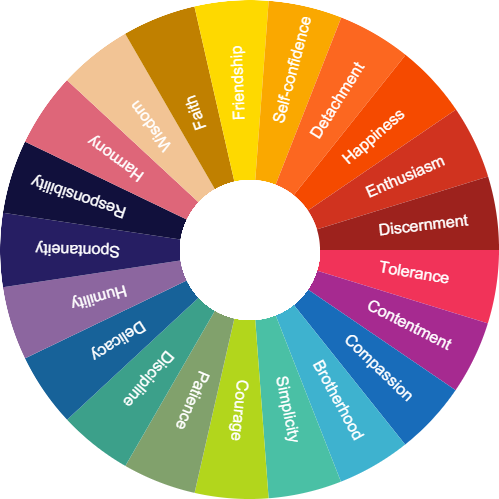 Friendship
Self-confidence
Detachment
Happiness
Enthusiasm
Discernment
Tolerance
Contentment
Compassion
Brotherhood
Simplicity
Courage
Patience
Discipline
Delicacy
Humility
Spontaneity
Responsibility
Harmony
Wisdom
Faith